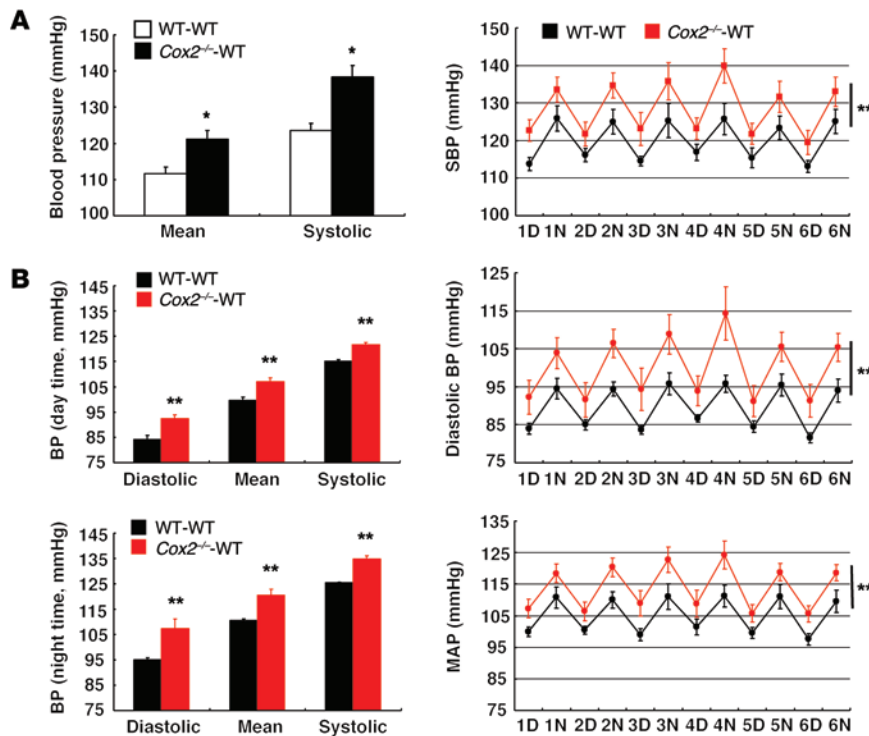 A
WT-WT
Cox2–/–-WT
Blood pressure (mmHg)
150
140
130
120
110
100
*
*
Mean
Systolic
WT-WT
Cox2–/–-WT
SBP (mmHg)
150
140
130
120
110
100
**
1D 1N 2D 2N 3D 3N 4D 4N 5D 5N 6D 6N
B
WT-WT
Cox2–/–-WT
BP (day time, mmHg)
145
135
125
115
105
95
85
75
**
**
**
Diastolic
Mean
Systolic
Diastolic BP (mmHg)
125
115
105
95
85
75
**
1D 1N 2D 2N 3D 3N 4D 4N 5D 5N 6D 6N
WT-WT
Cox2–/–-WT
BP (night time, mmHg)
145
135
125
115
105
95
85
75
**
**
**
Diastolic
Mean
Systolic
MAP (mmHg)
135
125
115
105
95
85
75
**
1D 1N 2D 2N 3D 3N 4D 4N 5D 5N 6D 6N